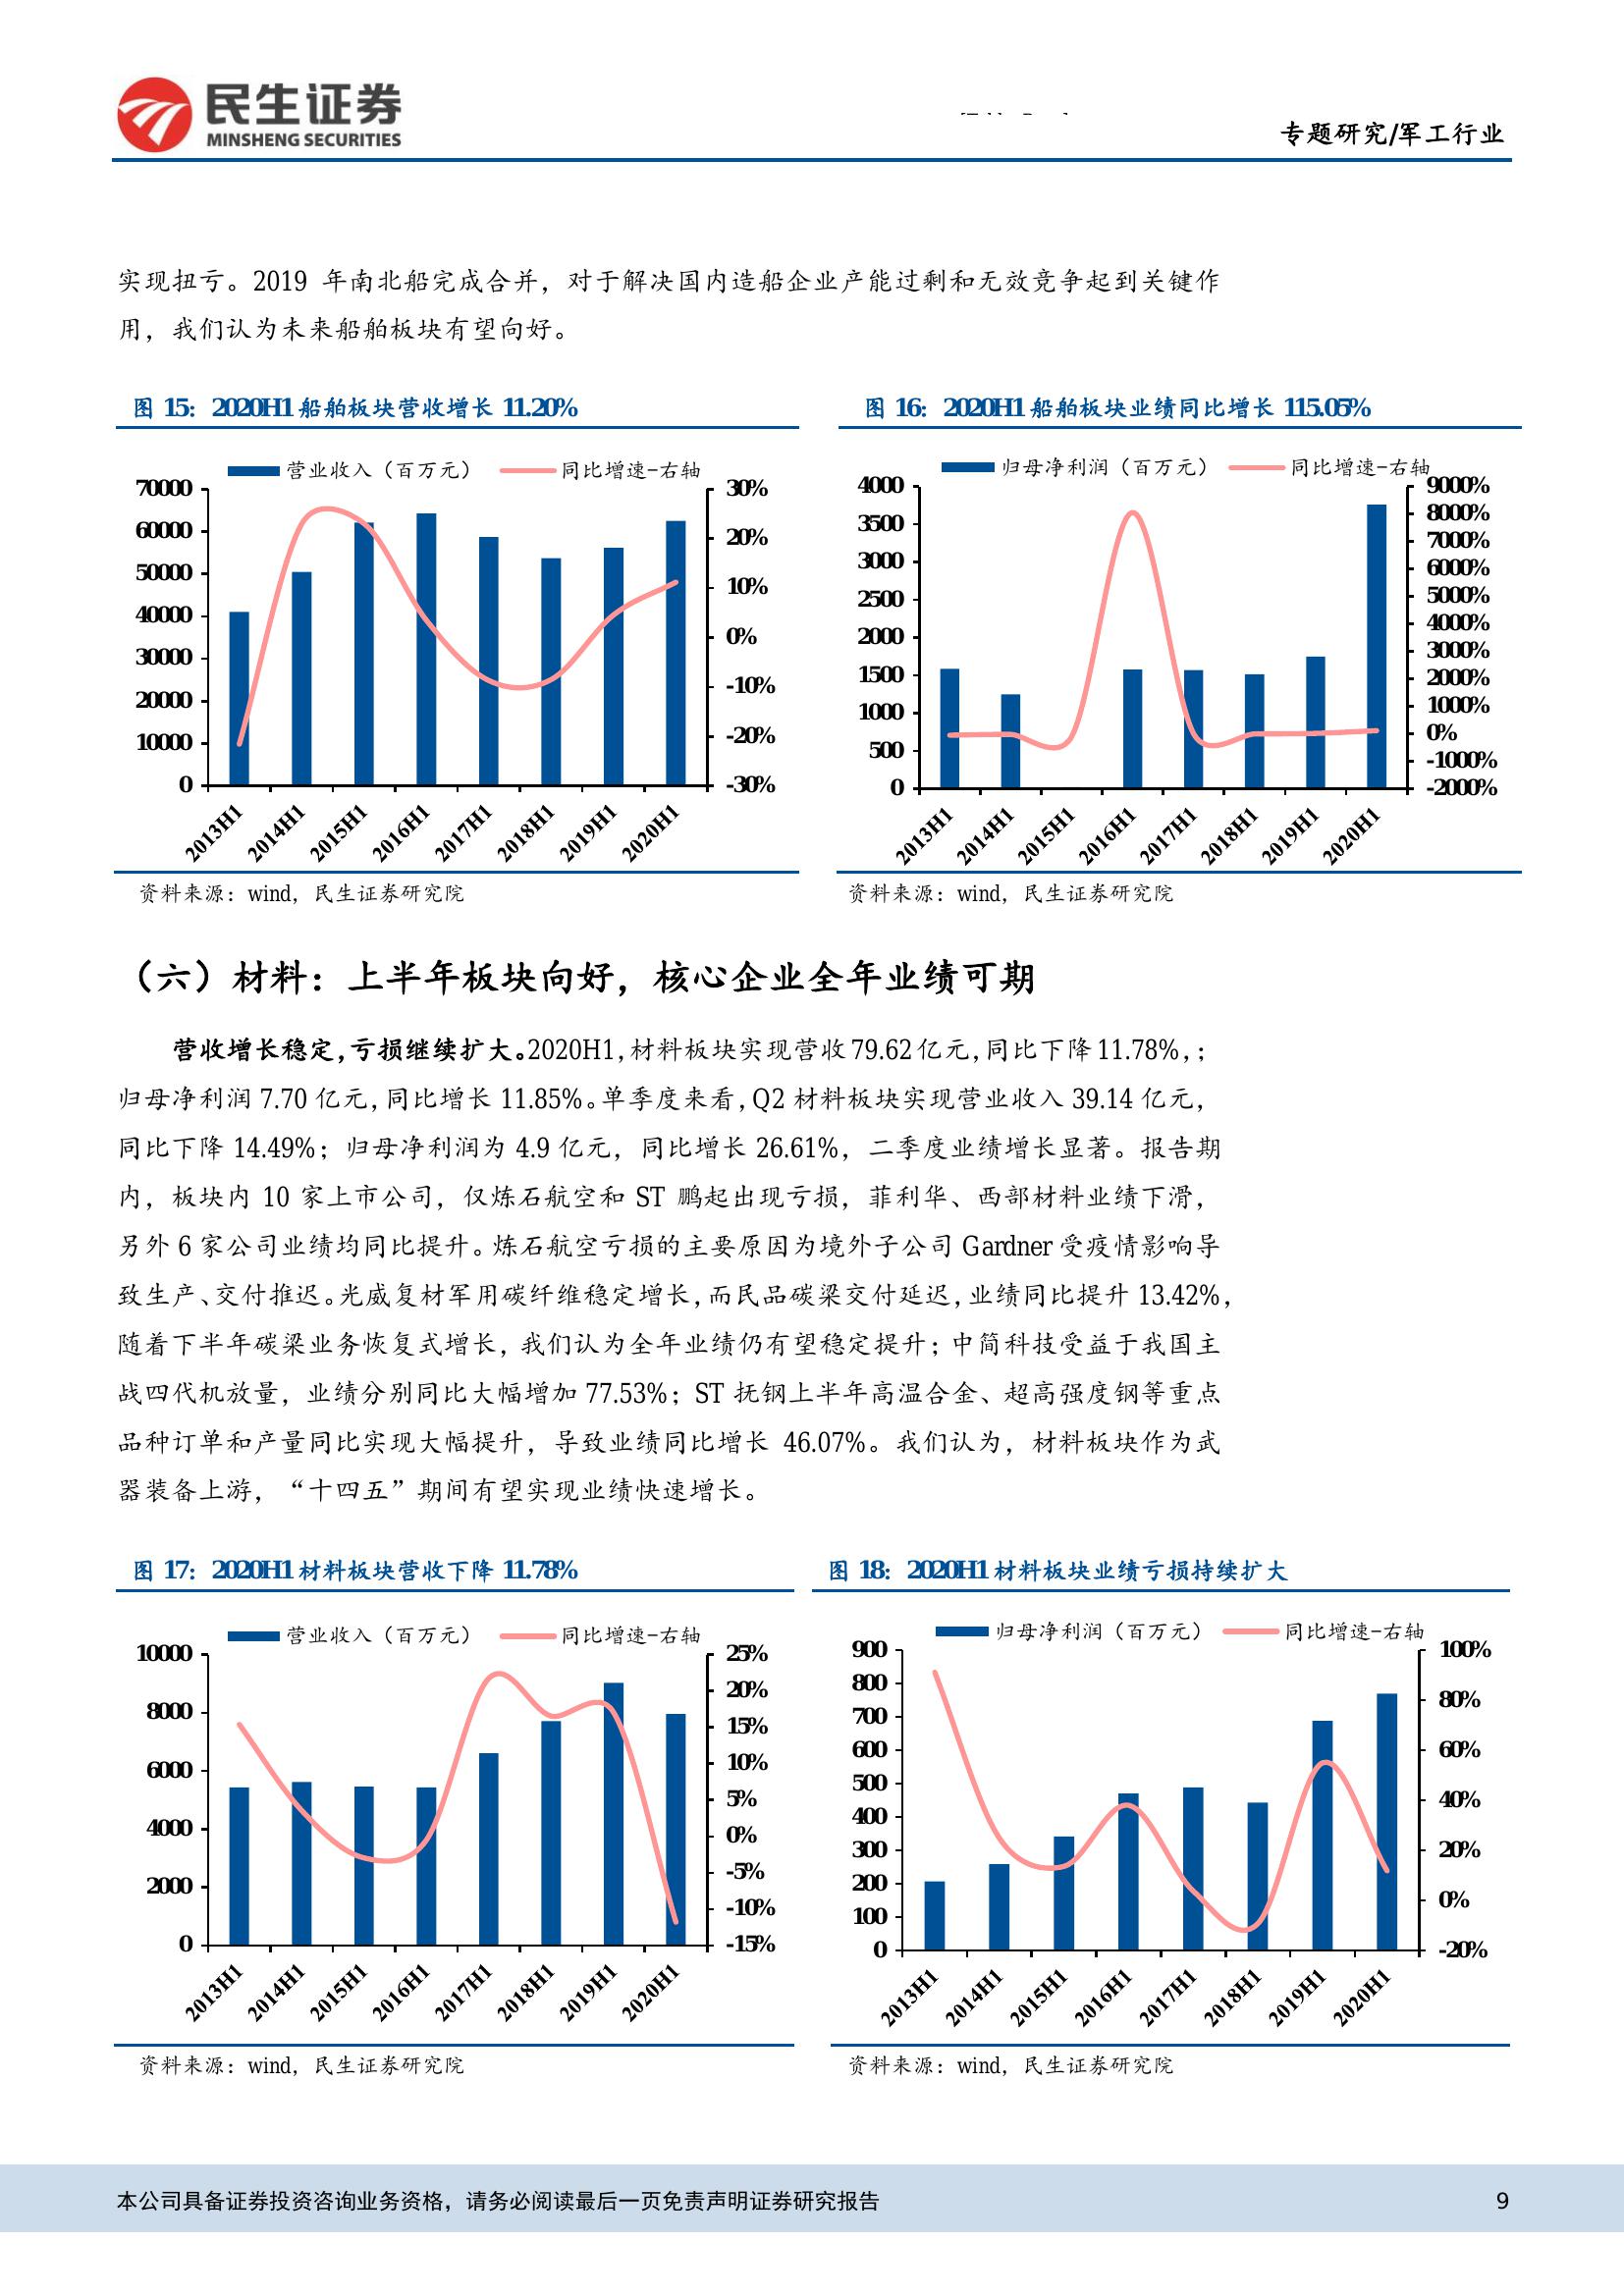 民生证券
MINSHENG SECURITIES
专题研究/军工行业
实现扭亏。2019 年南北船完成合并，对于解决国内造船企业产能过剩和无效竞争起到关键作
用，我们认为未来船舶板块有望向好。
图 15：2020H1 船舶板块营收增长 11.20%
营业收入（百万元） 同比增速-右轴
70000
60000
50000
40000
30000
20000
10000
0
30%
20%
10%
0%
-10%
-20%
-30%
2013H1 2014H1 2015H1 2016H1 2017H1 2018H1 2019H1 2020H1
资料来源：wind，民生证券研究院
图 16：2020H1 船舶板块业绩同比增长 115.05%
归母净利润（百万元） 同比增速-右轴
4000
3500
3000
2500
2000
1500
1000
500
0
9000%
8000%
7000%
6000%
5000%
4000%
3000%
2000%
1000%
0%
-1000%
-2000%
2013H1 2014H1 2015H1 2016H1 2017H1 2018H1 2019H1 2020H1
资料来源：wind，民生证券研究院
（六）材料：上半年板块向好，核心企业全年业绩可期
营收增长稳定，亏损继续扩大。2020H1，材料板块实现营收 79.62 亿元，同比下降 11.78%，；
归母净利润 7.70 亿元，同比增长 11.85%。单季度来看，Q2 材料板块实现营业收入 39.14 亿元，
同比下降 14.49%；归母净利润为 4.9 亿元，同比增长 26.61%，二季度业绩增长显著。报告期
内，板块内 10 家上市公司，仅炼石航空和 ST 鹏起出现亏损，菲利华、西部材料业绩下滑，
另外 6 家公司业绩均同比提升。炼石航空亏损的主要原因为境外子公司 Gardner 受疫情影响导
致生产、交付推迟。光威复材军用碳纤维稳定增长，而民品碳梁交付延迟，业绩同比提升 13.42%，
随着下半年碳梁业务恢复式增长，我们认为全年业绩仍有望稳定提升；中简科技受益于我国主
战四代机放量，业绩分别同比大幅增加 77.53%；ST 抚钢上半年高温合金、超高强度钢等重点
品种订单和产量同比实现大幅提升，导致业绩同比增长 46.07%。我们认为，材料板块作为武
器装备上游，“十四五”期间有望实现业绩快速增长。
图 17：2020H1 材料板块营收下降 11.78%
营业收入（百万元） 同比增速-右轴
10000
8000
6000
4000
2000
0
25%
20%
15%
10%
5%
0%
-5%
-10%
-15%
2013H1 2014H1 2015H1 2016H1 2017H1 2018H1 2019H1 2020H1
资料来源：wind，民生证券研究院
图 18：2020H1 材料板块业绩亏损持续扩大
归母净利润（百万元） 同比增速-右轴
900
800
700
600
500
400
300
200
100
0
100%
80%
60%
40%
20%
0%
-20%
2013H1 2014H1 2015H1 2016H1 2017H1 2018H1 2019H1 2020H1
资料来源：wind，民生证券研究院
本公司具备证券投资咨询业务资格，请务必阅读最后一页免责声明证券研究报告 9